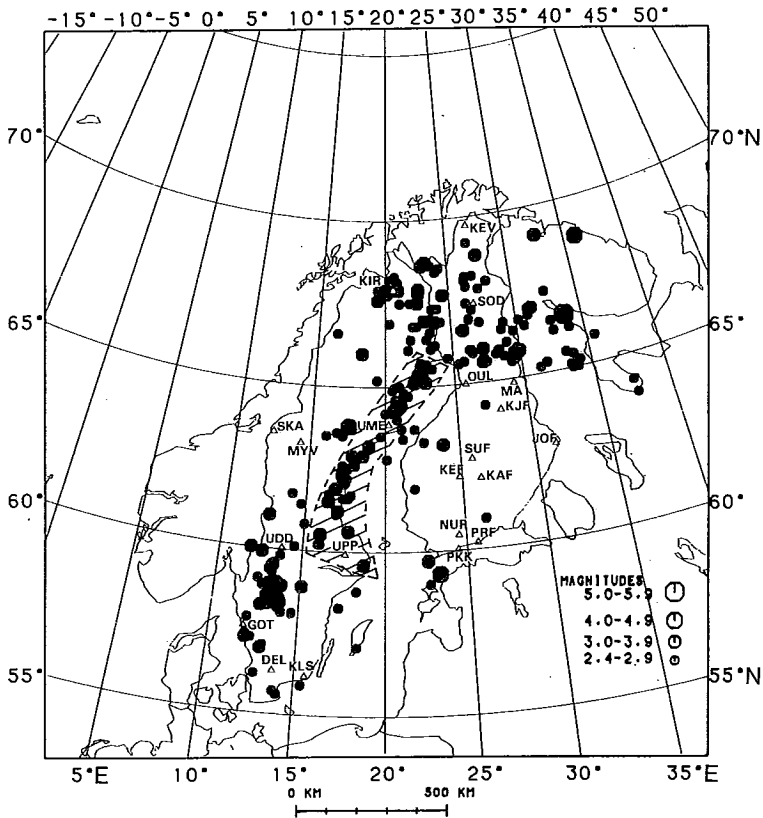 -15° -10° -5° 0° 5° 10° 15° 20° 25° 30° 35° 40° 45° 50°
70° 70°N
KEV
KIR
SOD
65° 65°
OUL
MA
KJF
UME
SKA
MYV
JOF
SUF
KEF
KAF
60° 60°
NUR
PRF
UDD
UPP
PKK
MAGNITUDES
5.0-5.9
4.0-4.9
3.0-3.9
2.4-2.9
GOT
DEL
KLS
55° 55°
5°E 10° 15° 20° 25° 30° 35°
0 KM 500 KM